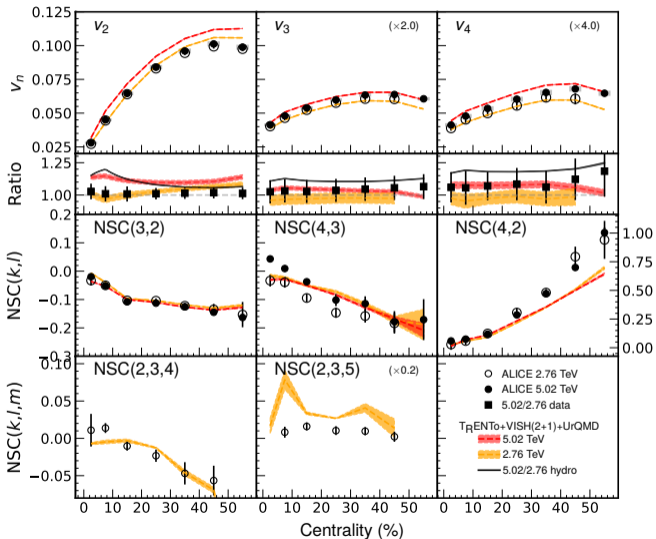 0.125
0.100
0.075
0.050
0.025
v_n
v_2
v_3
(×2.0)
v_4
(×4.0)
1.25
1.00
Ratio
0.2
0.1
0.0
−0.1
−0.2
−0.3
NSC(k,l)
NSC(3,2)
NSC(4,3)
NSC(4,2)
1.00
0.75
0.50
0.25
0.00
0.05
0.00
−0.05
NSC(k,l,m)
NSC(2,3,4)
NSC(2,3,5)
(×0.2)
ALICE 2.76 TeV
ALICE 5.02 TeV
5.02/2.76 data
T_RENTo+VISH(2+1)+UrQMD
5.02 TeV
2.76 TeV
5.02/2.76 hydro
0 10 20 30 40 50
0 10 20 30 40 50
0 10 20 30 40 50
Centrality (%)